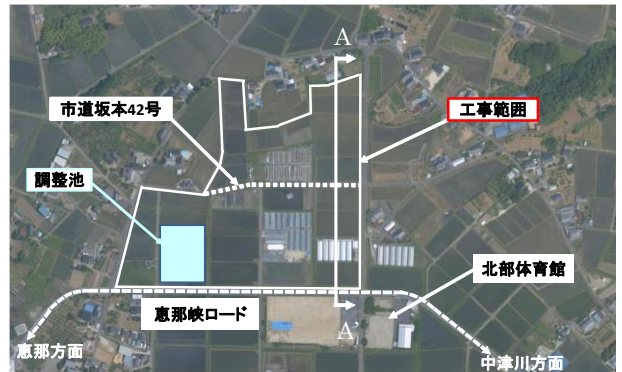 A
市道坂本42号
工事範囲
調整池
北部体育館
恵那峡ロード
A'
恵那方面
中津川方面